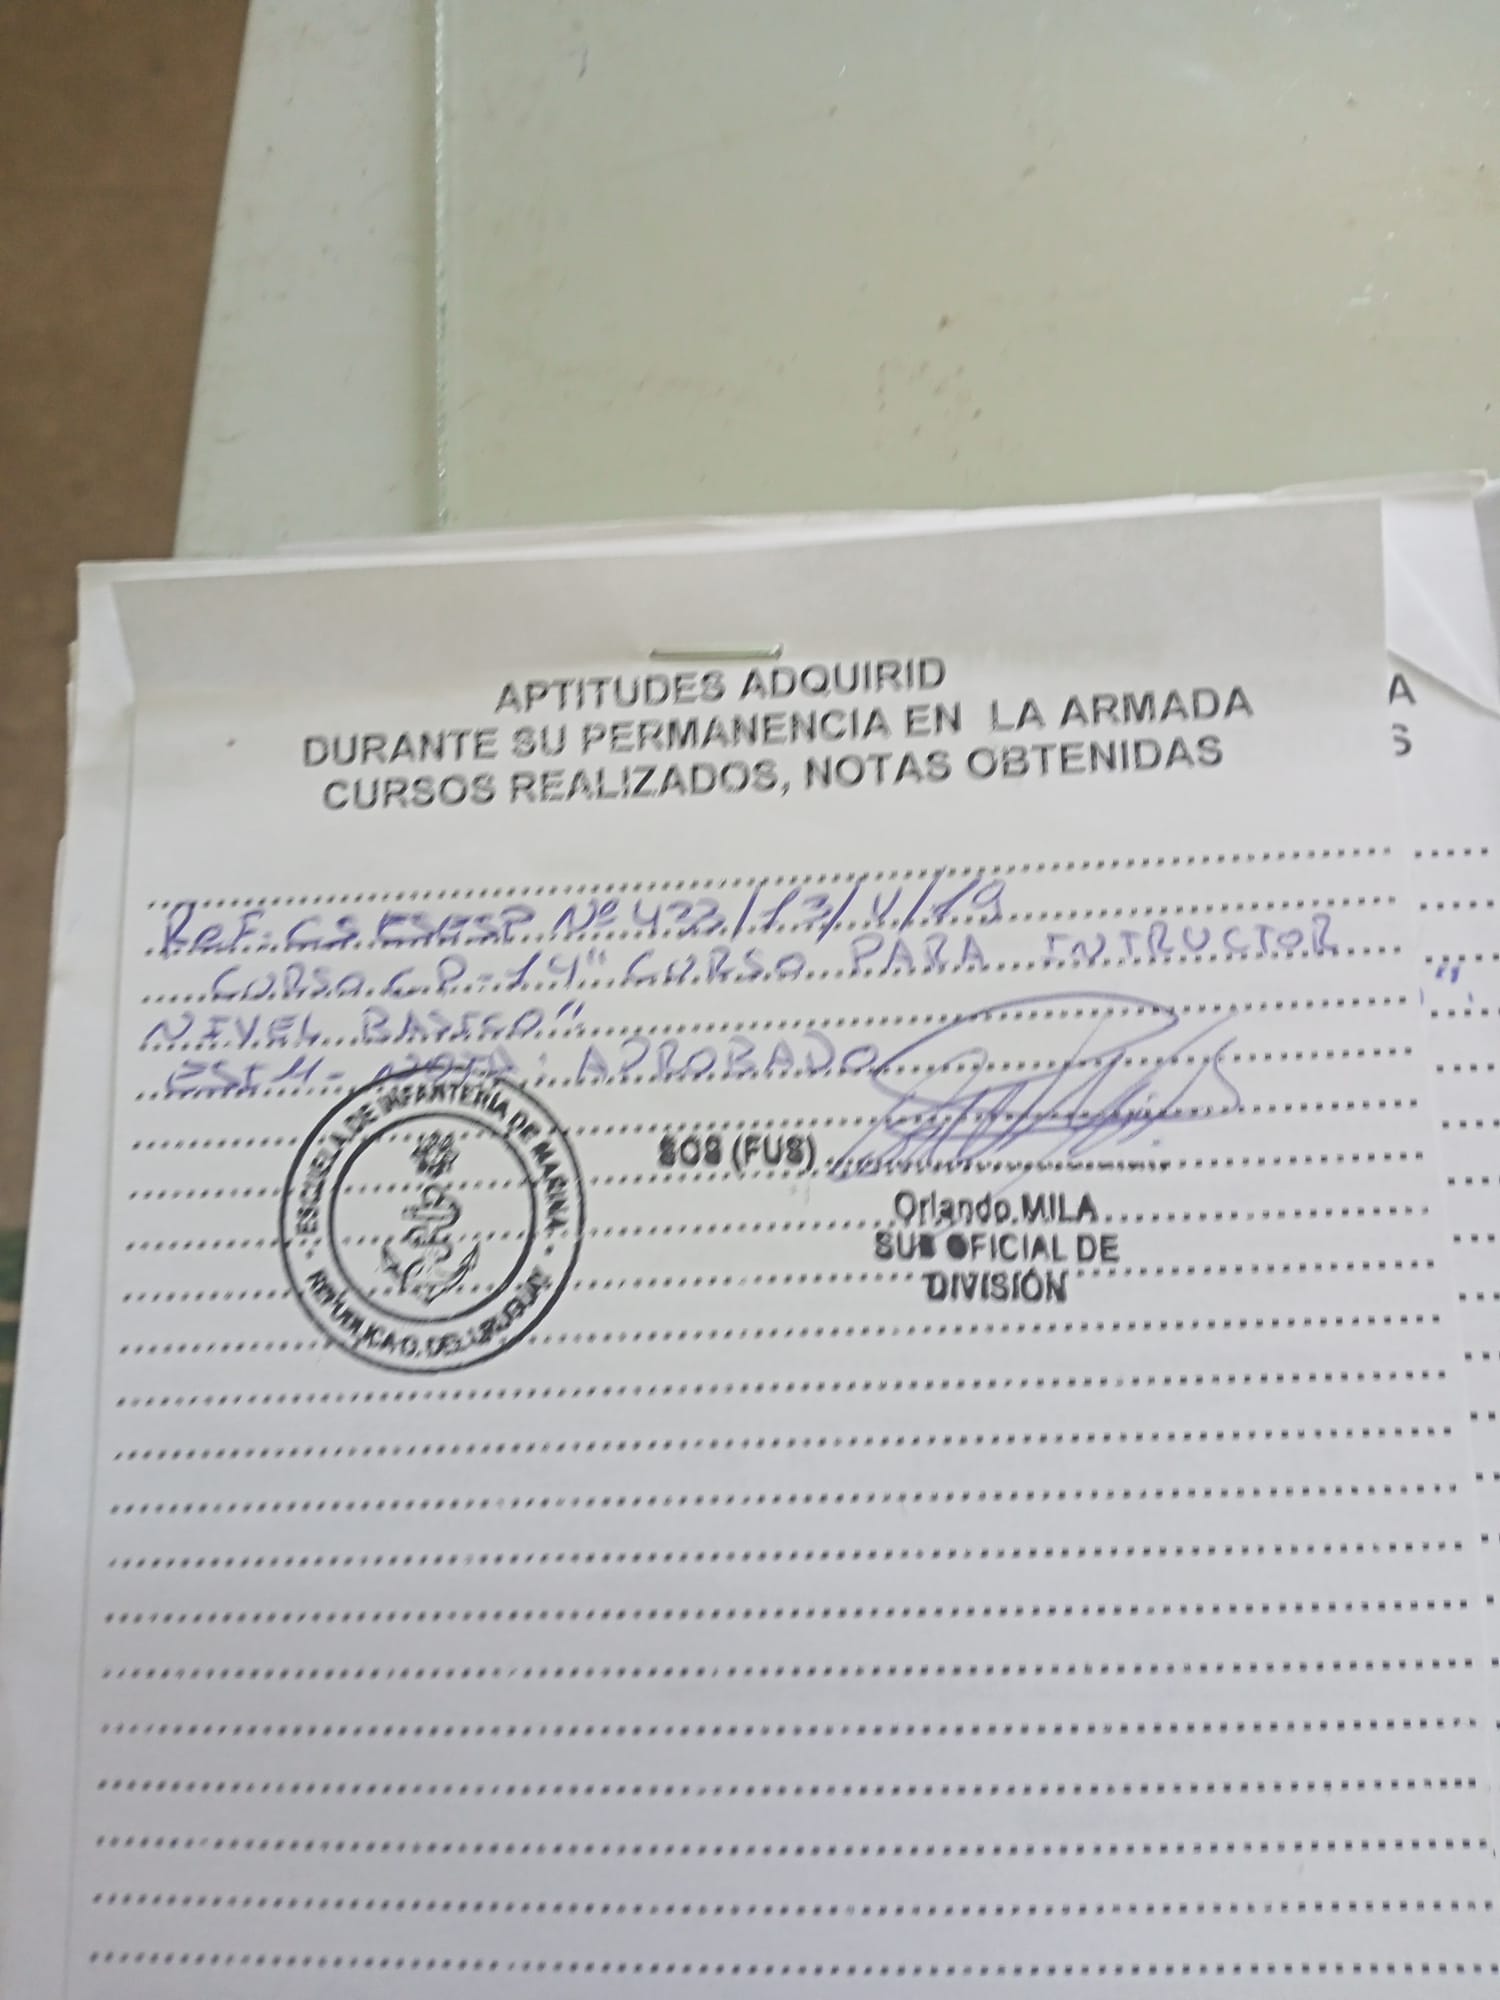 APTITUDES ADQUIRID
DURANTE SU PERMANENCIA EN LA ARMADA
CURSOS REALIZADOS, NOTAS OBTENIDAS
A
S
Ref. CS ESESP Nº 433/13/V/19
CURSO C.P-14 "CURSO PARA INTRUCTOR
NIVEL BASICO"
ESIM - NOTA: APROBADO
SOS (FUS)
Orlando MILA
SUB OFICIAL DE
DIVISIÓN
ESCUELA DE INFANTERÍA DE MARINA
REPUBLICA O. DEL URUGUAY